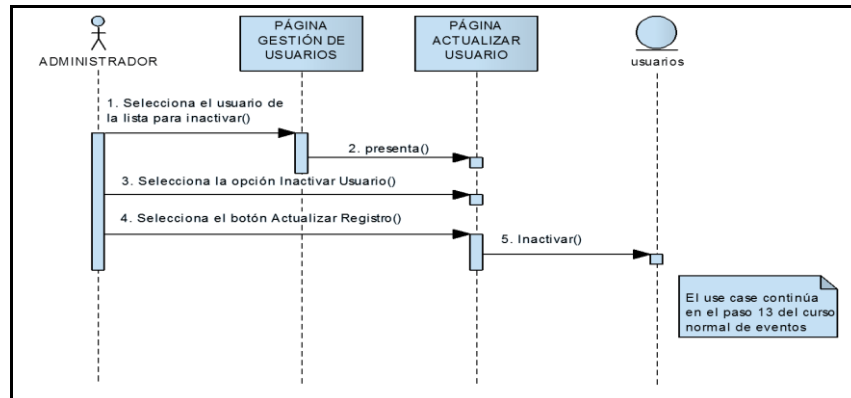 ADMINISTRADOR
PÁGINA
GESTIÓN DE
USUARIOS
PÁGINA
ACTUALIZAR
USUARIO
usuarios
1. Selecciona el usuario de
la lista para inactivar()
2. presenta()
3. Selecciona la opción Inactivar Usuario()
4. Selecciona el botón Actualizar Registro()
5. Inactivar()
El use case continúa
en el paso 13 del curso
normal de eventos